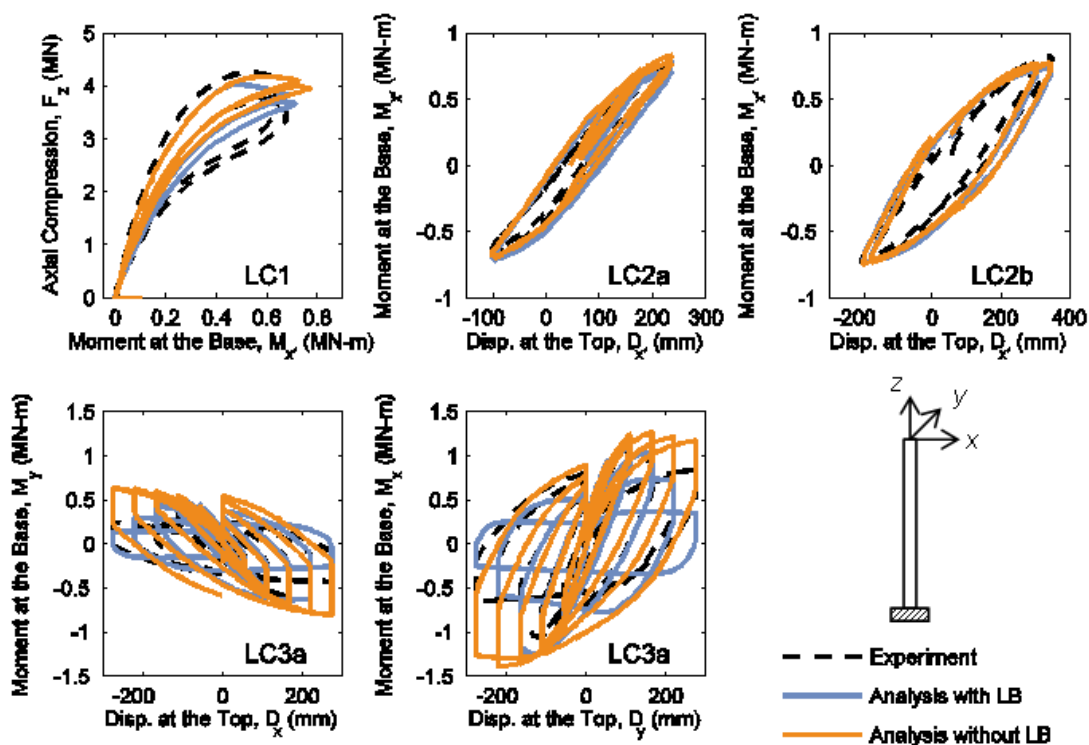 Axial Compression, F_z (MN)
5
4
3
2
1
0
LC1
0 0.2 0.4 0.6 0.8
Moment at the Base, M_x' (MN-m)
Moment at the Base, M_x' (MN-m)
1
0.5
0
-0.5
-1
LC2a
-100 0 100 200 300
Disp. at the Top, D_x' (mm)
Moment at the Base, M_x' (MN-m)
1
0.5
0
-0.5
-1
LC2b
-200 0 200 400
Disp. at the Top, D_x' (mm)
Moment at the Base, M_y (MN-m)
1.5
1
0.5
0
-0.5
-1
-1.5
LC3a
-200 0 200
Disp. at the Top, D_x (mm)
Moment at the Base, M_x (MN-m)
1.5
1
0.5
0
-0.5
-1
-1.5
LC3a
-200 0 200
Disp. at the Top, D_y (mm)
z
y
x
Experiment
Analysis with LB
Analysis without LB